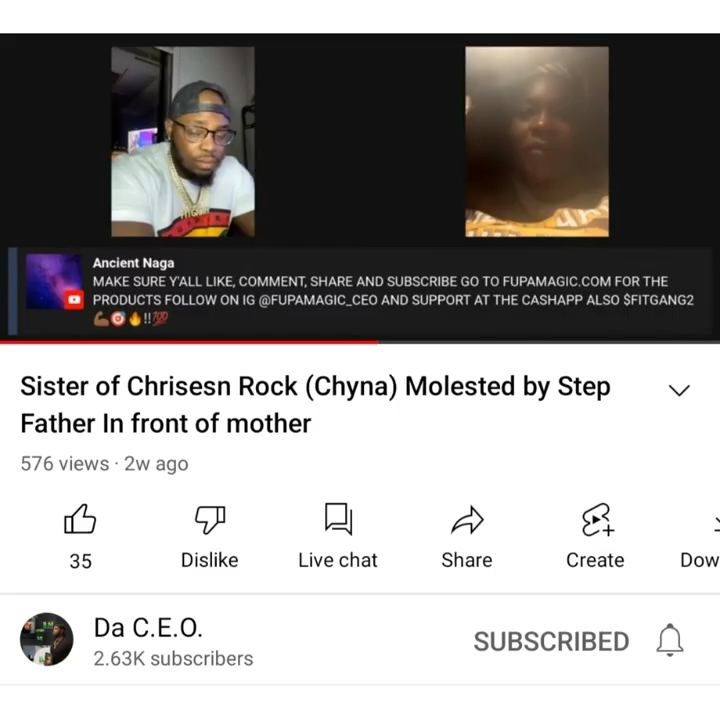 Ancient Naga
MAKE SURE Y'ALL LIKE, COMMENT, SHARE AND SUBSCRIBE GO TO FUPAMAGIC.COM FOR THE
PRODUCTS FOLLOW ON IG @FUPAMAGIC_CEO AND SUPPORT AT THE CASHAPP ALSO $FITGANG2
💪🏾🎯🔥!!💯
Sister of Chrisesn Rock (Chyna) Molested by Step
Father In front of mother
576 views · 2w ago
35 Dislike Live chat Share Create Dow
Da C.E.O.
2.63K subscribers
SUBSCRIBED